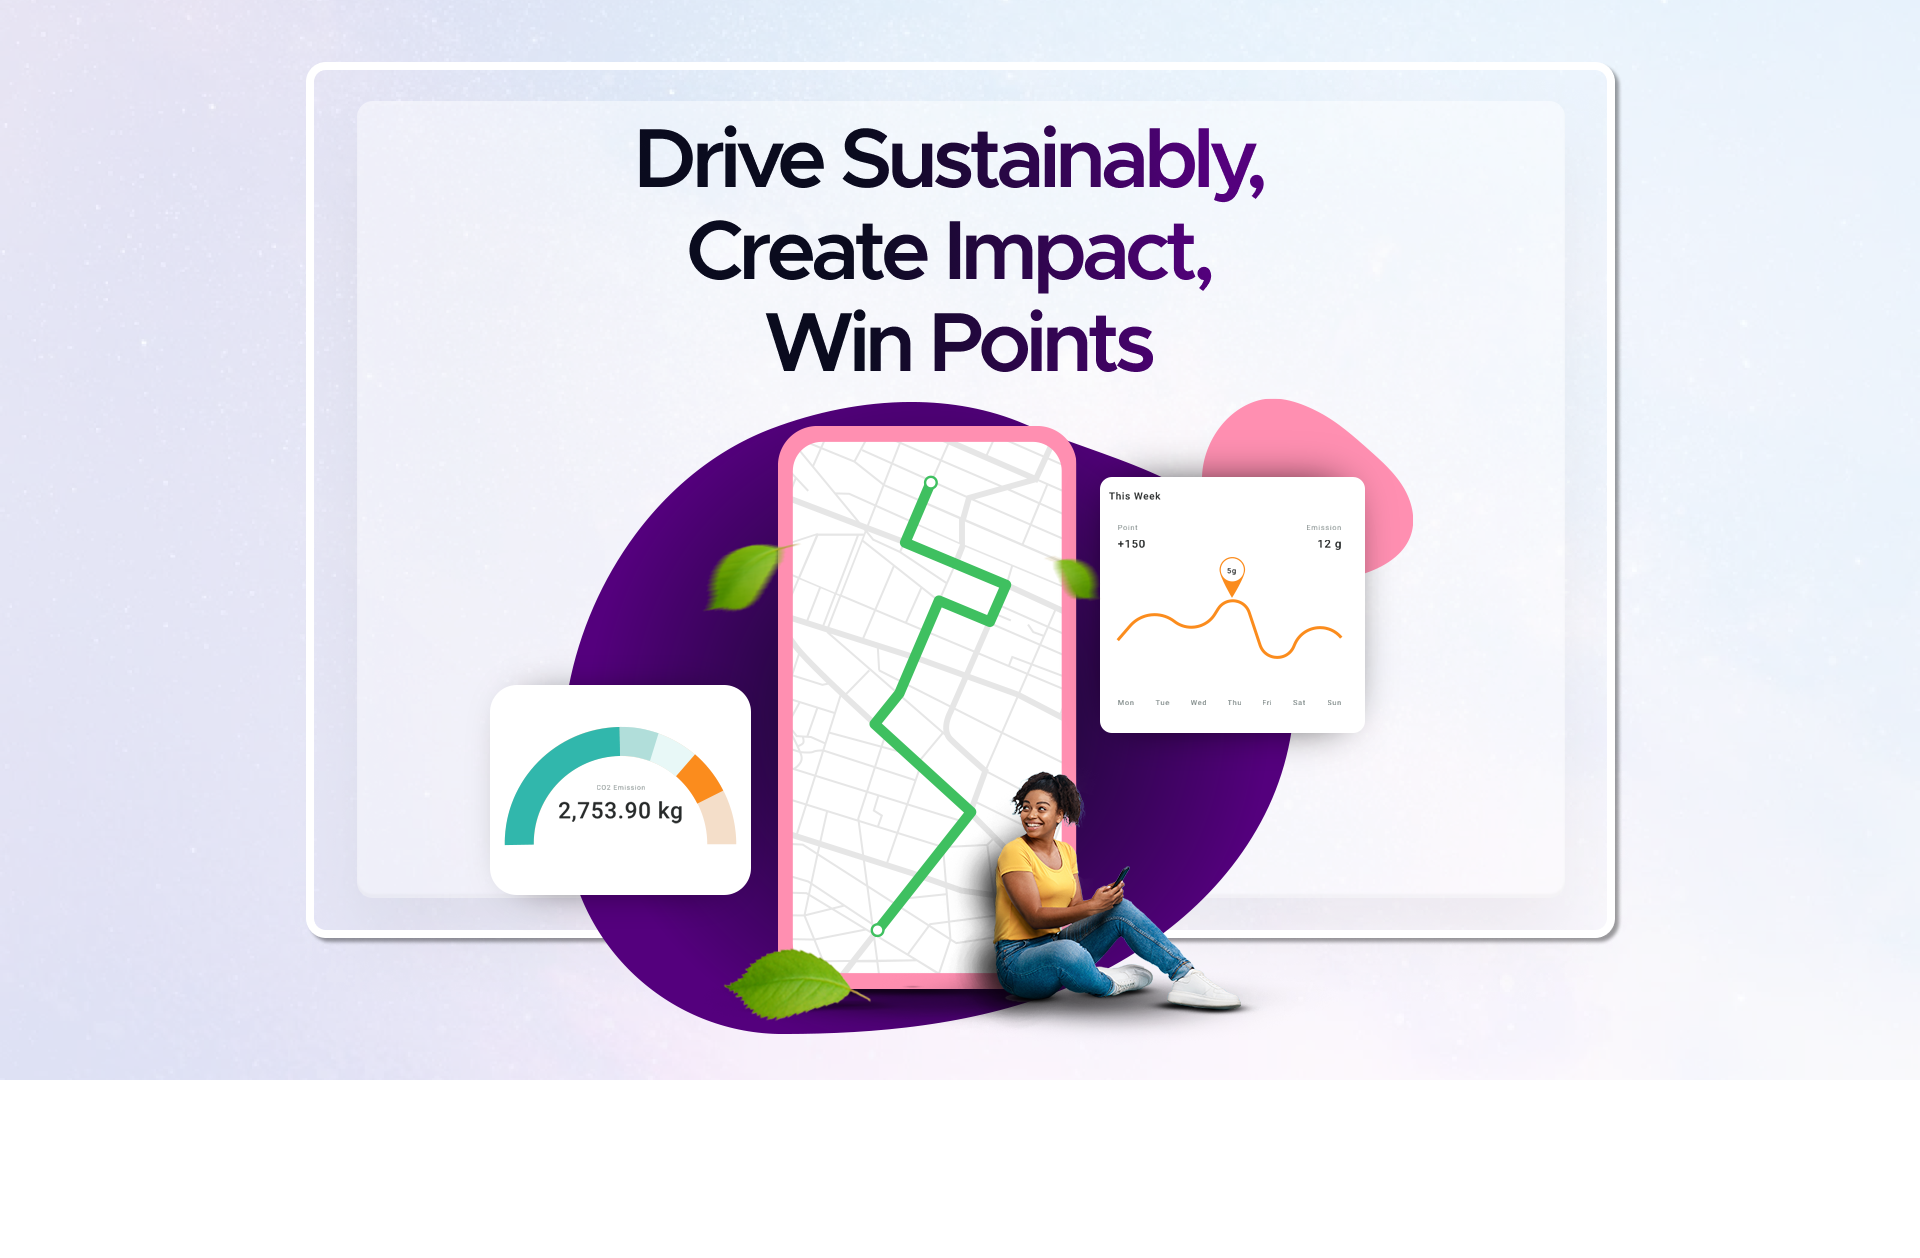 Drive Sustainably,
Create Impact,
Win Points
This Week
Point
Emission
+150
12 g
5g
Mon Tue Wed Thu Fri Sat Sun
CO2 Emission
2,753.90 kg